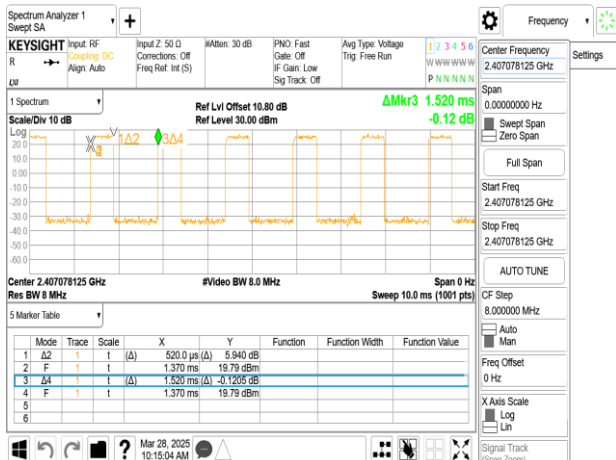 Spectrum Analyzer 1
Swept SA
Frequency
KEYSIGHT
R
Input: RF
Coupling: DC
Align: Auto
Input Z: 50 Ω
Corrections: Off
Freq Ref: Int (S)
#Atten: 30 dB
PNO: Fast
Gate: Off
IF Gain: Low
Sig Track: Off
Avg Type: Voltage
Trig: Free Run
1 2 3 4 5 6
W W W W W W
P N N N N N
Settings
Center Frequency
2.407078125 GHz
Span
0.00000000 Hz
Swept Span
Zero Span
Full Span
Start Freq
2.407078125 GHz
Stop Freq
2.407078125 GHz
AUTO TUNE
CF Step
8.000000 MHz
Auto
Man
Freq Offset
0 Hz
X Axis Scale
Log
Lin
Signal Track
(Span Zoom)
1 Spectrum
Scale/Div 10 dB
Ref Lvl Offset 10.80 dB
Ref Level 30.00 dBm
ΔMkr3 1.520 ms
-0.12 dB
Log
20.0
10.0
0.00
-10.0
-20.0
-30.0
-40.0
-50.0
-60.0
1Δ2
3Δ4
Center 2.407078125 GHz
Res BW 8 MHz
#Video BW 8.0 MHz
Span 0 Hz
Sweep 10.0 ms (1001 pts)
5 Marker Table
Mode Trace Scale X Y Function Function Width Function Value
1 Δ2 1 t (Δ) 520.0 µs (Δ) 5.940 dB
2 F 1 t 1.370 ms 19.79 dBm
3 Δ4 1 t (Δ) 1.520 ms (Δ) -0.1205 dB
4 F 1 t 1.370 ms 19.79 dBm
5
6
?
Mar 28, 2025
10:15:04 AM